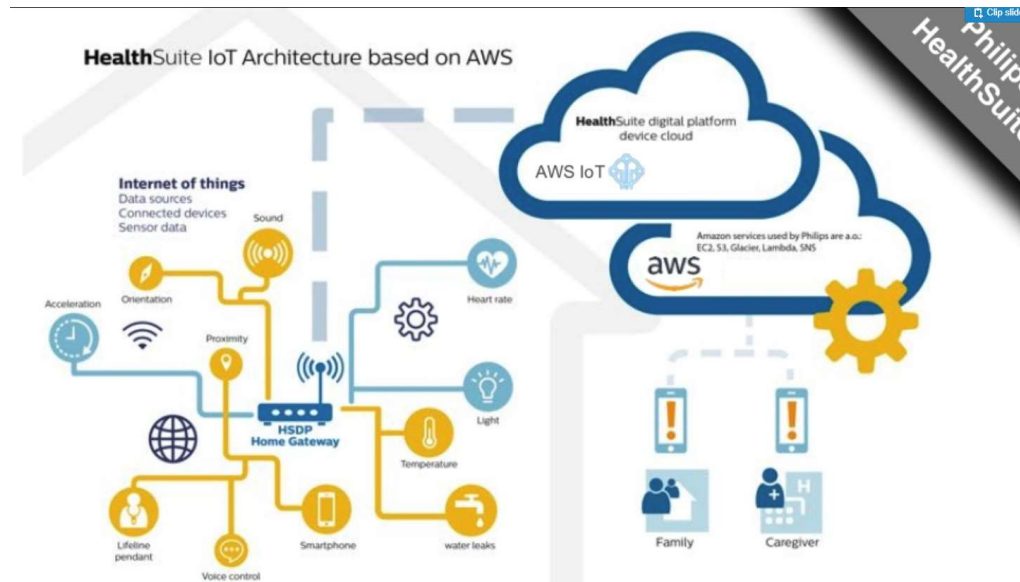 Clip slide
Philips
HealthSuite
HealthSuite IoT Architecture based on AWS
HealthSuite digital platform
device cloud
AWS IoT
Amazon services used by Philips are a.o.:
EC2, S3, Glacier, Lambda, SNS
aws
Internet of things
Data sources
Connected devices
Sensor data
Sound
Orientation
Acceleration
Heart rate
Proximity
Light
HSDP
Home Gateway
Temperature
Lifeline
pendant
Voice control
Smartphone
water leaks
H
Family
Caregiver